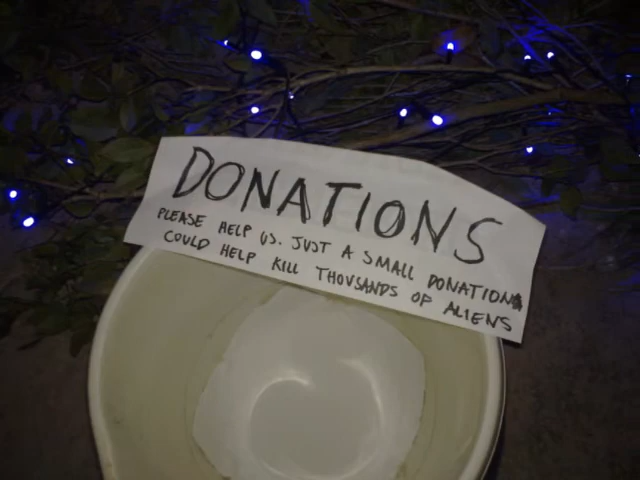 DONATIONS
PLEASE HELP US. JUST A SMALL DONATION
COULD HELP KILL THOUSANDS OF ALIENS